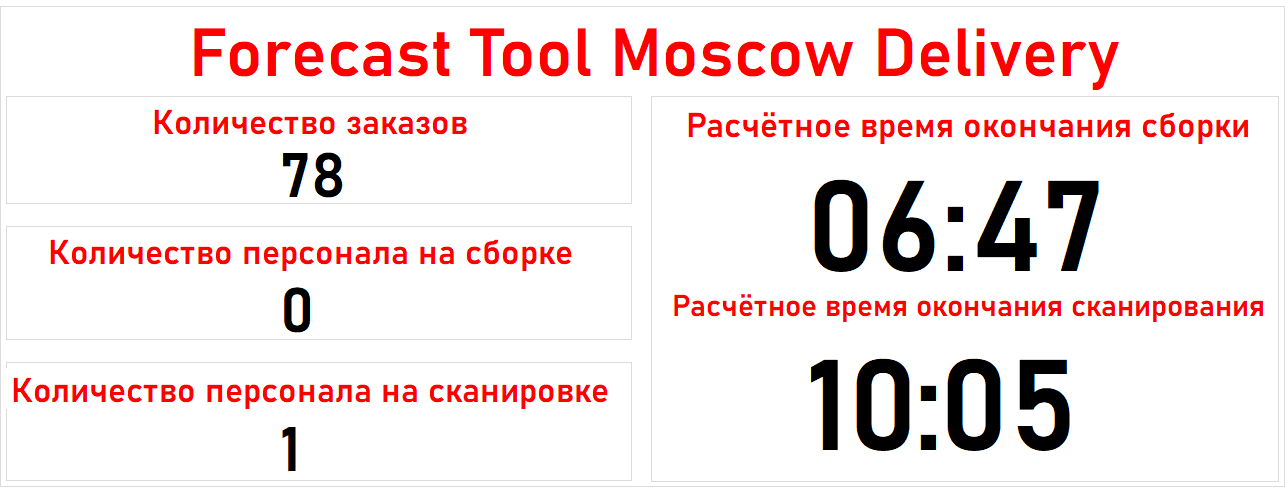 Forecast Tool Moscow Delivery
Количество заказов
78
Количество персонала на сборке
0
Количество персонала на сканировке
1
Расчётное время окончания сборки
06:47
Расчётное время окончания сканирования
10:05